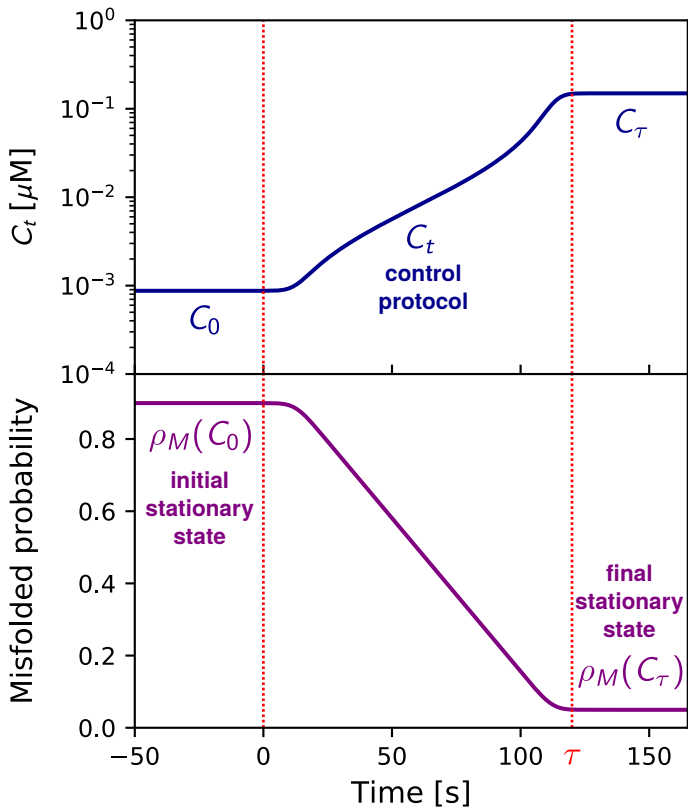 10⁰
10⁻¹
10⁻²
10⁻³
10⁻⁴
C_t [μM]
C_τ
C_t
control
protocol
C_0
Misfolded probability
0.8
0.6
0.4
0.2
0.0
ρ_M(C_0)
initial
stationary
state
final
stationary
state
ρ_M(C_τ)
−50
0
50
100
τ
150
Time [s]